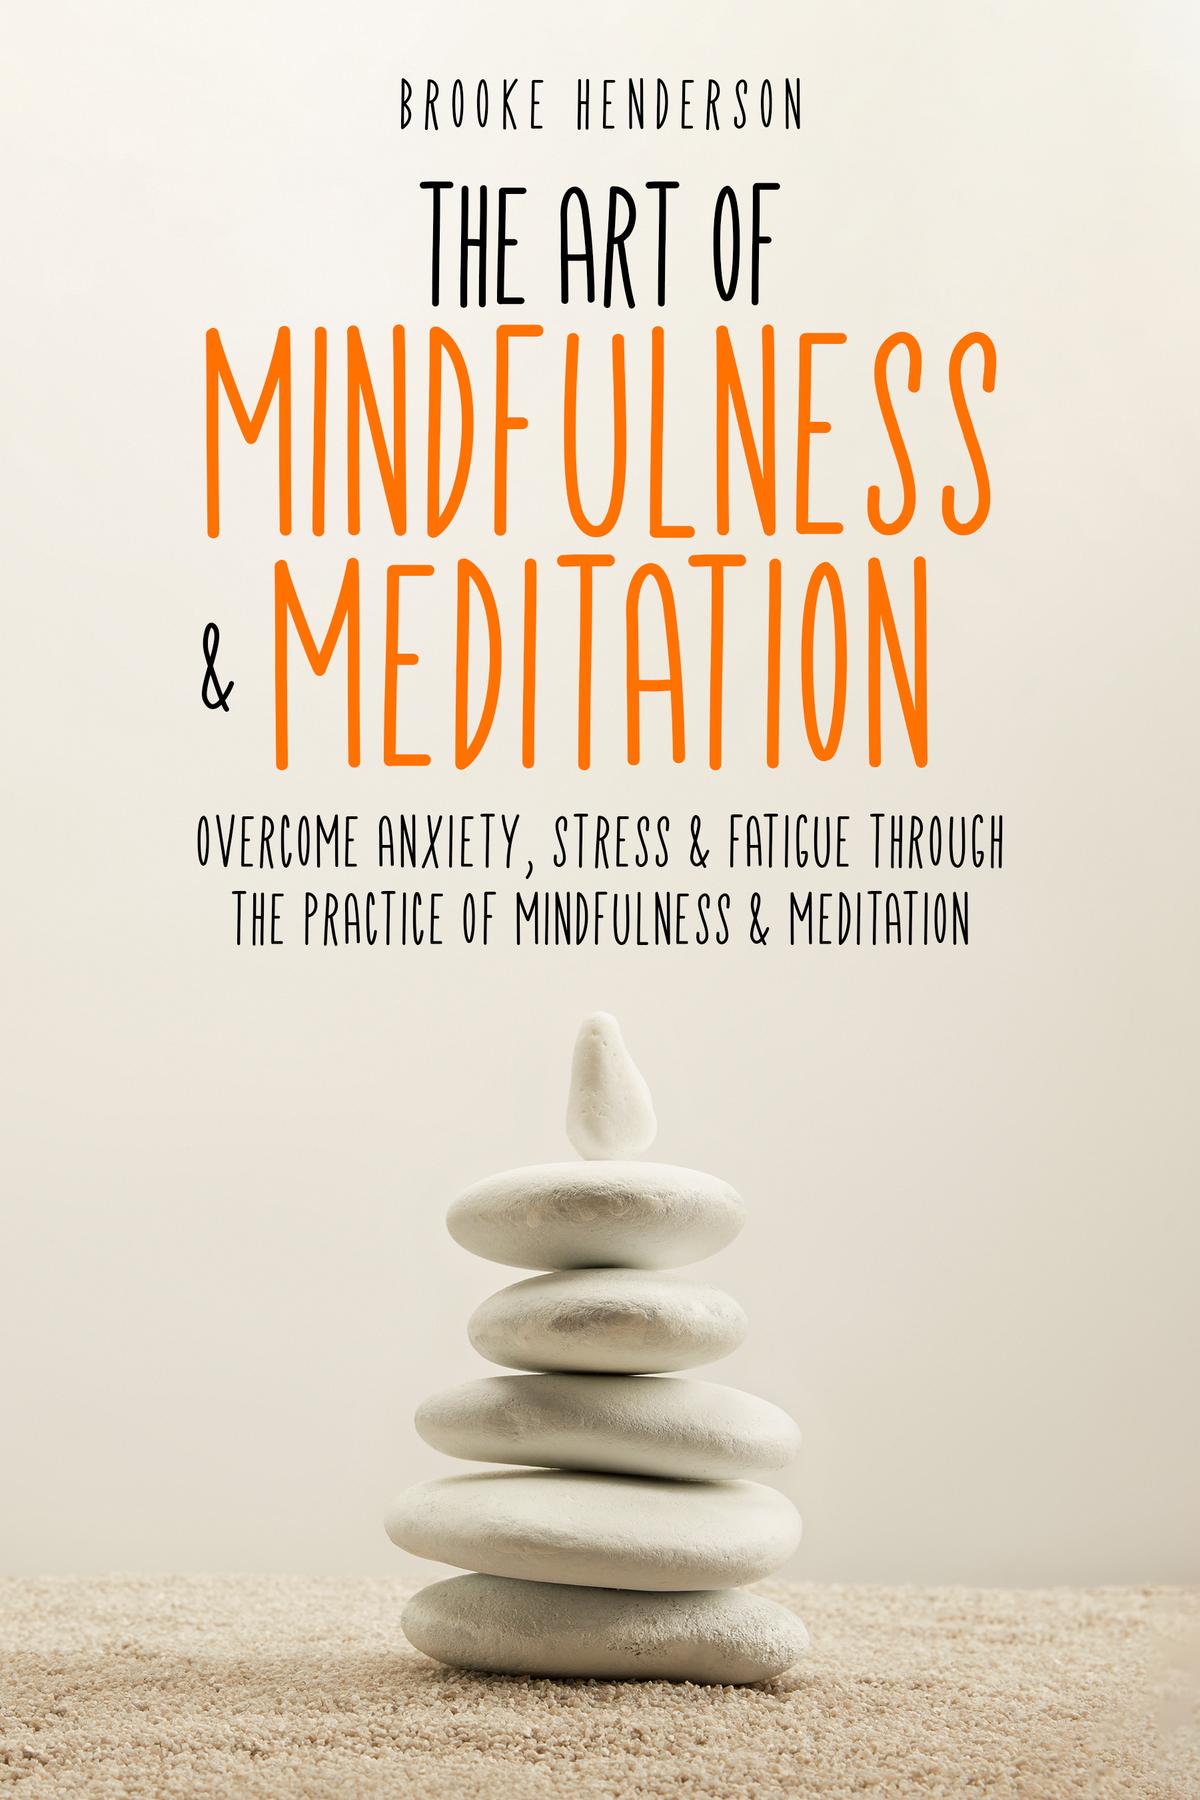 BROOKE HENDERSON
THE ART OF
MINDFULNESS
& MEDITATION
OVERCOME ANXIETY, STRESS & FATIGUE THROUGH
THE PRACTICE OF MINDFULNESS & MEDITATION